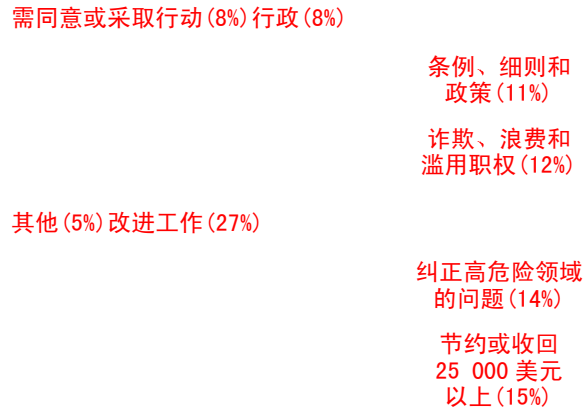 需同意或采取行动(8%)行政(8%)
条例、细则和
政策(11%)
诈欺、浪费和
滥用职权(12%)
其他(5%)改进工作(27%)
纠正高危险领域
的问题(14%)
节约或收回
25 000 美元
以上(15%)